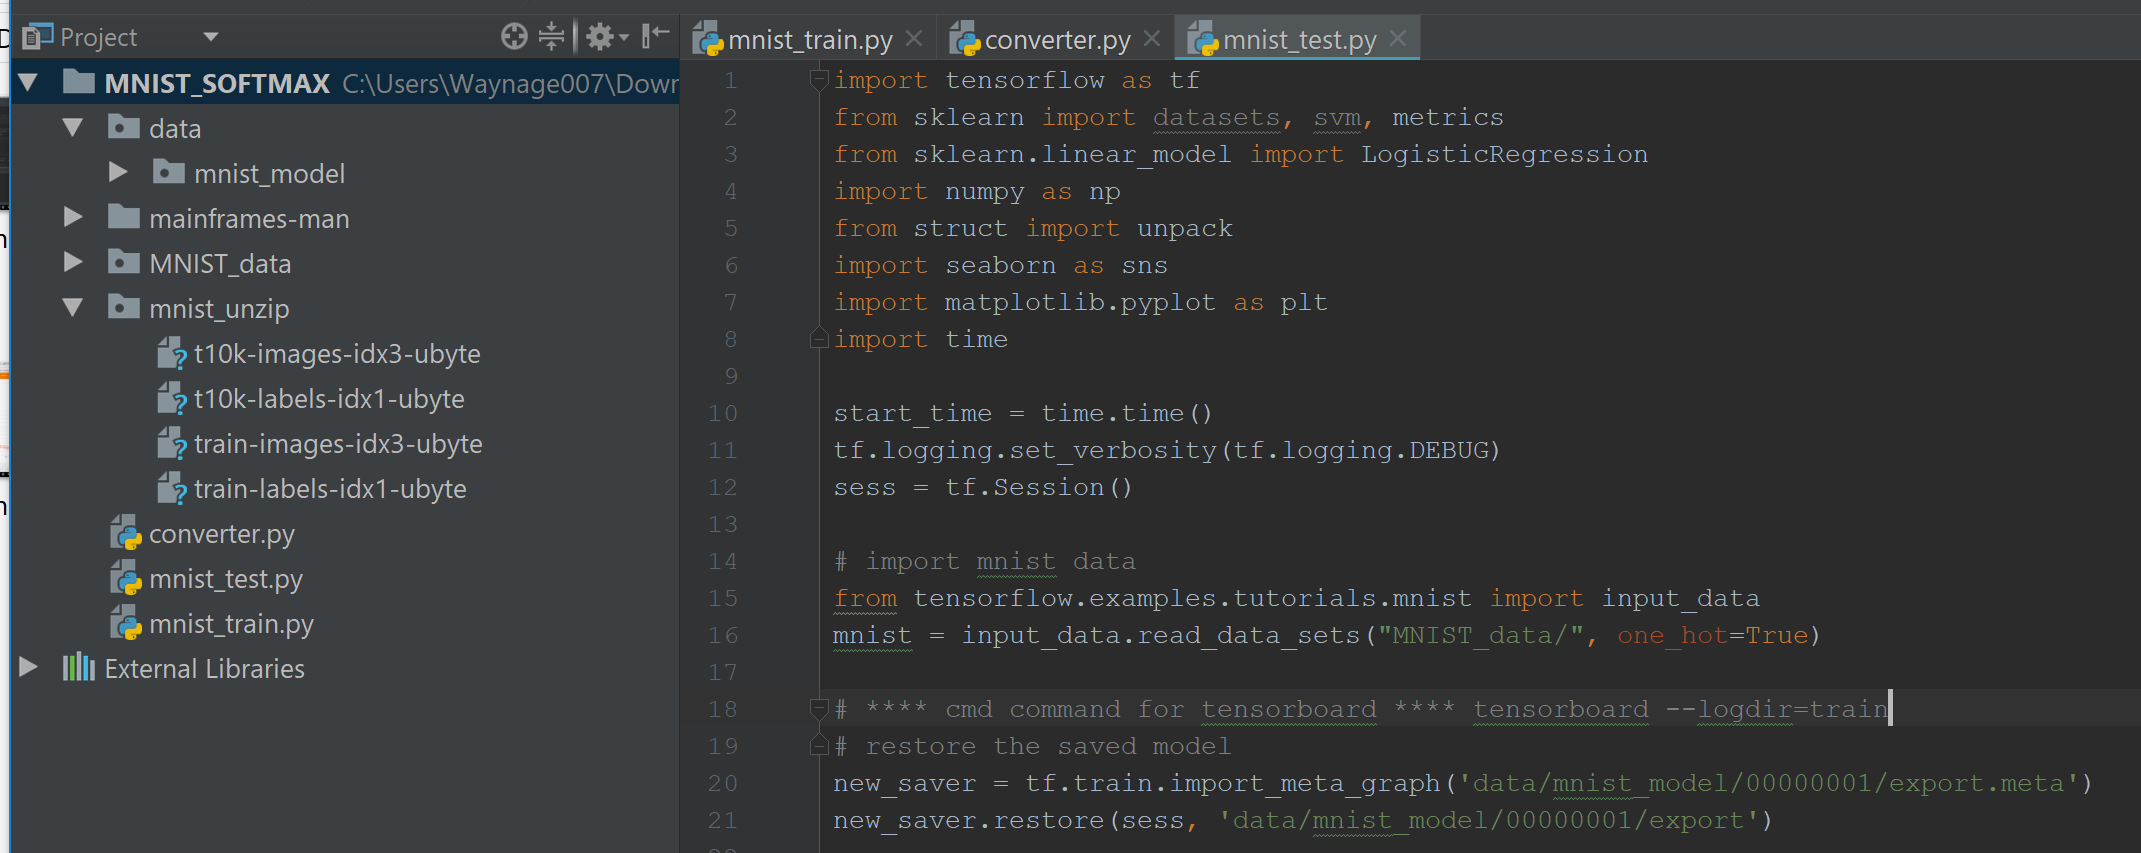 Project
MNIST_SOFTMAX C:\Users\Waynage007\Dowr
data
mnist_model
mainframes-man
MNIST_data
mnist_unzip
t10k-images-idx3-ubyte
t10k-labels-idx1-ubyte
train-images-idx3-ubyte
train-labels-idx1-ubyte
converter.py
mnist_test.py
mnist_train.py
External Libraries
mnist_train.py converter.py mnist_test.py
1 import tensorflow as tf
2 from sklearn import datasets, svm, metrics
3 from sklearn.linear_model import LogisticRegression
4 import numpy as np
5 from struct import unpack
6 import seaborn as sns
7 import matplotlib.pyplot as plt
8 import time
9
10 start_time = time.time()
11 tf.logging.set_verbosity(tf.logging.DEBUG)
12 sess = tf.Session()
13
14 # import mnist data
15 from tensorflow.examples.tutorials.mnist import input_data
16 mnist = input_data.read_data_sets("MNIST_data/", one_hot=True)
17
18 # **** cmd command for tensorboard **** tensorboard --logdir=train
19 # restore the saved model
20 new_saver = tf.train.import_meta_graph('data/mnist_model/00000001/export.meta')
21 new_saver.restore(sess, 'data/mnist_model/00000001/export')